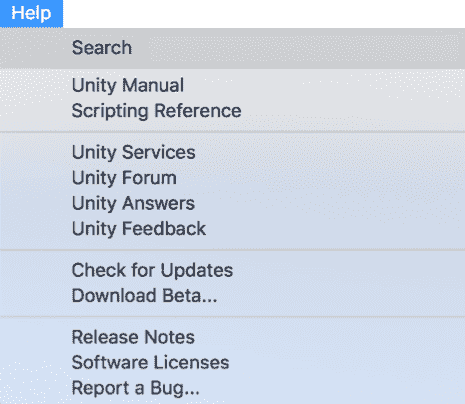 Help
Search
Unity Manual
Scripting Reference
Unity Services
Unity Forum
Unity Answers
Unity Feedback
Check for Updates
Download Beta...
Release Notes
Software Licenses
Report a Bug...